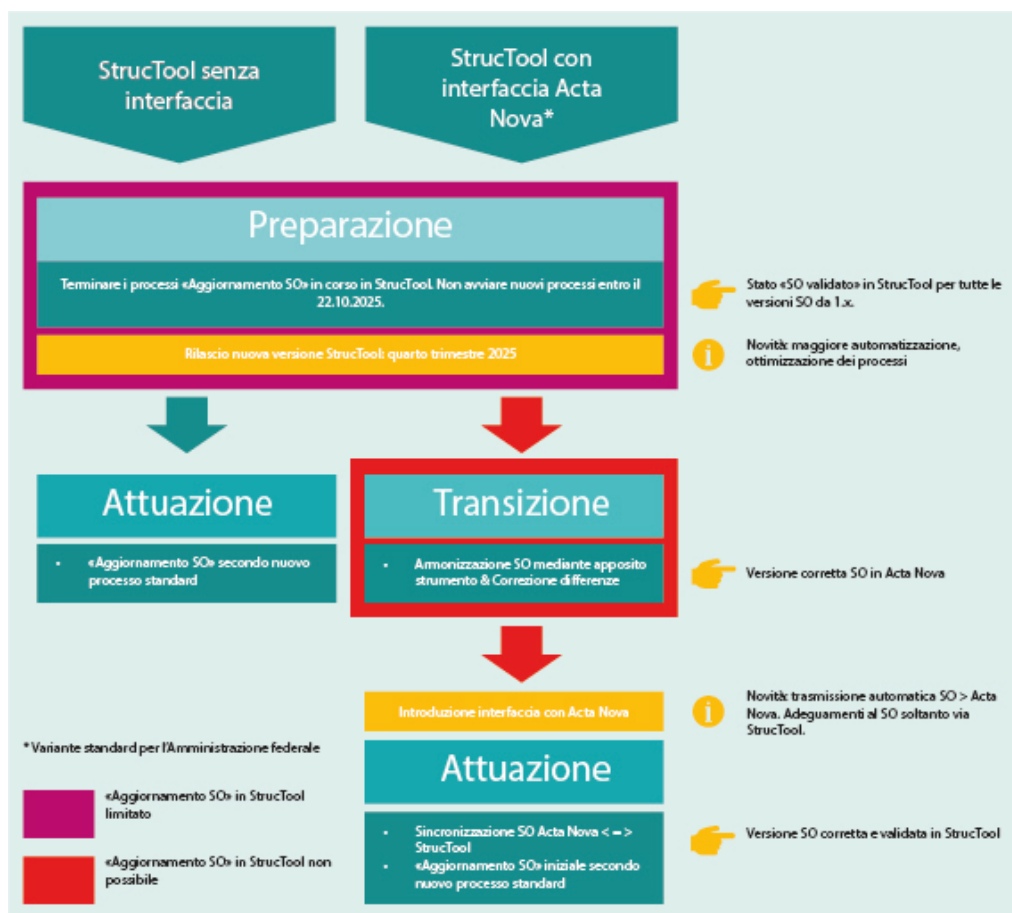 StrucTool senza
interfaccia
StrucTool con
interfaccia Acta
Nova*
Preparazione
Terminare i processi «Aggiornamento SO» in corso in StrucTool. Non avviare nuovi processi entro il
22.10.2025.
Stato «SO validato» in StrucTool per tutte le
versioni SO da 1.x.
Rilascio nuova versione StrucTool: quarto trimestre 2025
Novità: maggiore automatizzazione,
ottimizzazione dei processi
Attuazione
• «Aggiornamento SO» secondo nuovo
processo standard
Transizione
• Armonizzazione SO mediante apposito
strumento & Correzione differenze
Versione corretta SO in Acta Nova
Introduzione interfaccia con Acta Nova
Novità: trasmissione automatica SO > Acta
Nova. Adeguamenti al SO soltanto via
StrucTool.
Attuazione
• Sincronizzazione SO Acta Nova < – >
StrucTool
• «Aggiornamento SO» iniziale secondo
nuovo processo standard
Versione SO corretta e validata in StrucTool
* Variante standard per l'Amministrazione federale
«Aggiornamento SO» in StrucTool
limitato
«Aggiornamento SO» in StrucTool non
possibile